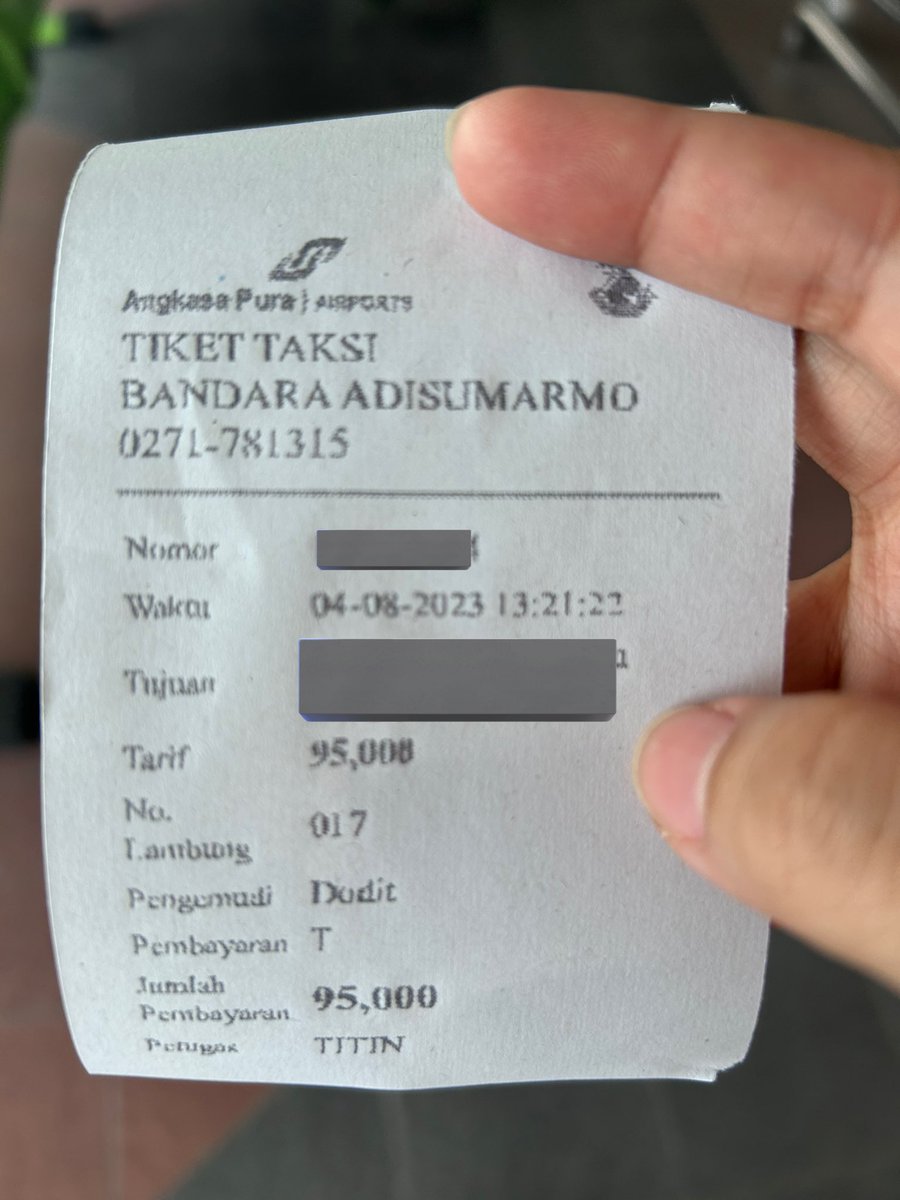 Angkasa Pura | AIRPORTS
TIKET TAKSI
BANDARA ADISUMARMO
0271-781315
Nomor
Waktu 04-08-2023 13:21:22
Tujuan
Tarif 95,000
No. Lambung 017
Pengemudi Dodit
Pembayaran T
Jumlah Pembayaran 95,000
Petugas TITIN